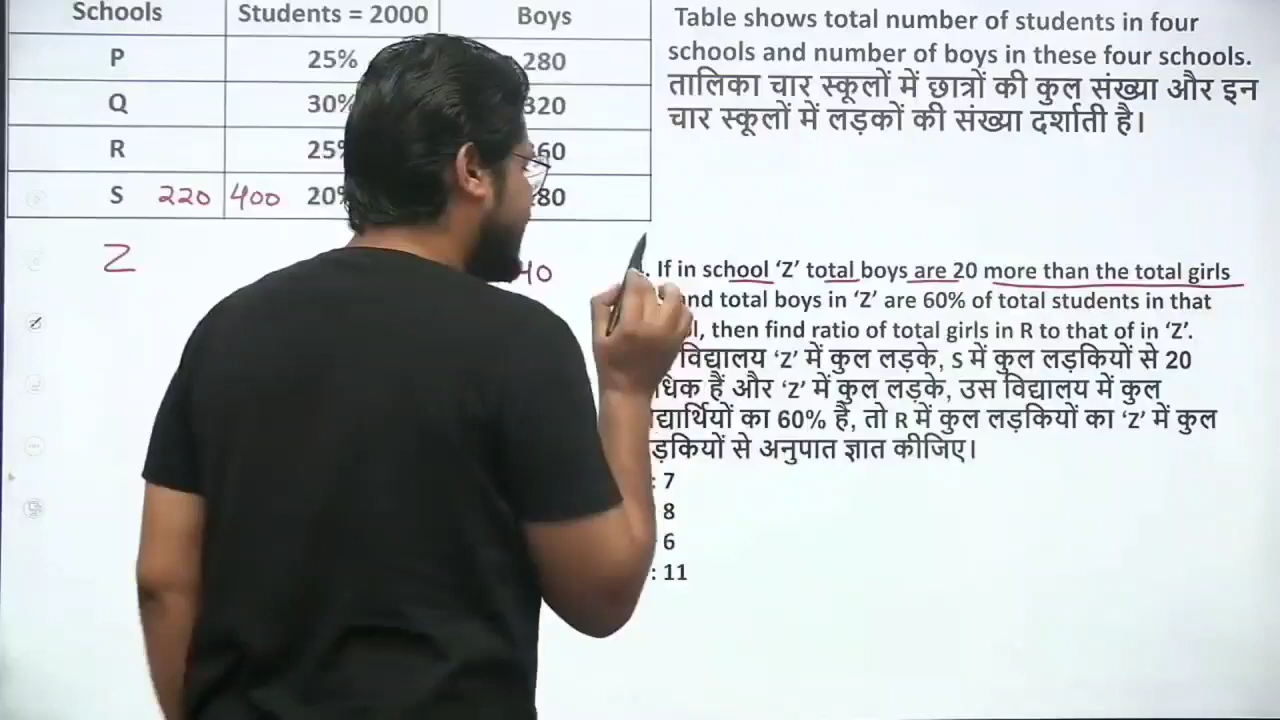 Schools Students = 2000 Boys
P 25% 280
Q 30% 320
R 25% 60
S 220 400 20% 80
Z 40
Table shows total number of students in four
schools and number of boys in these four schools.
तालिका चार स्कूलों में छात्रों की कुल संख्या और इन
चार स्कूलों में लड़कों की संख्या दर्शाती है।
. If in school ‘Z’ total boys are 20 more than the total girls
and total boys in ‘Z’ are 60% of total students in that
, then find ratio of total girls in R to that of in ‘Z’.
विद्यालय ‘Z’ में कुल लड़के, S में कुल लड़कियों से 20
हैं और ‘Z’ में कुल लड़के, उस विद्यालय में कुल
का 60% है, तो R में कुल लड़कियों का ‘Z’ में कुल
से अनुपात ज्ञात कीजिए।
: 7
: 8
: 6
: 11